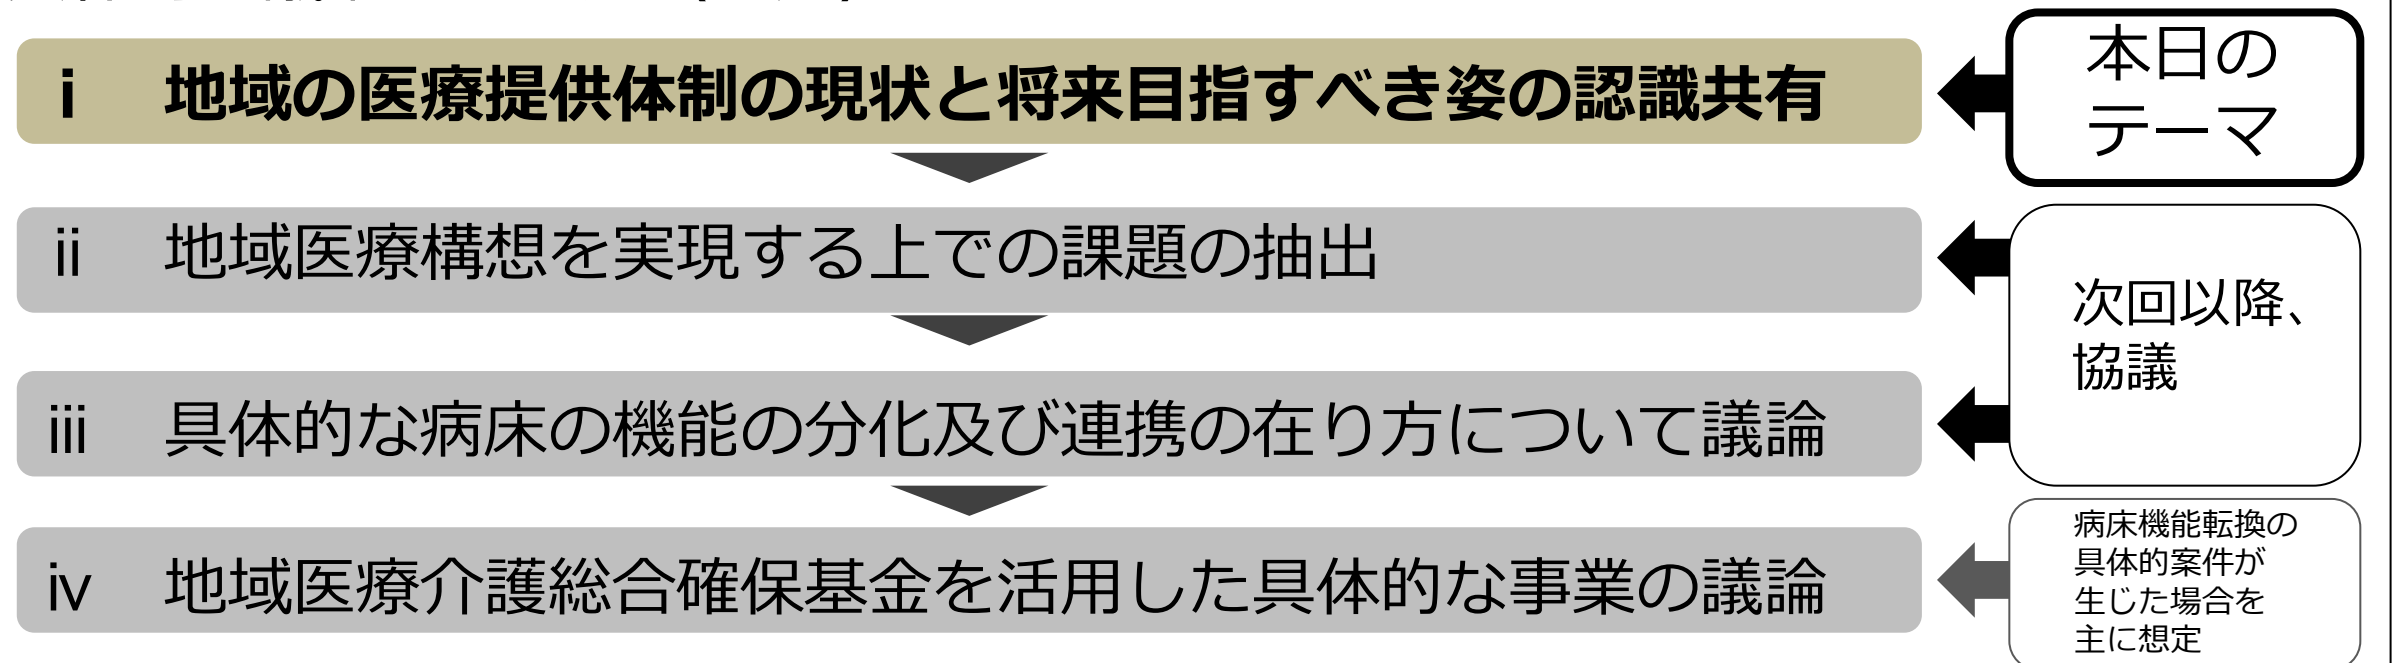 i 地域の医療提供体制の現状と将来目指すべき姿の認識共有
本日の
テーマ
ii 地域医療構想を実現する上での課題の抽出
次回以降、
協議
iii 具体的な病床の機能の分化及び連携の在り方について議論
iv 地域医療介護総合確保基金を活用した具体的な事業の議論
病床機能転換の
具体的案件が
生じた場合を
主に想定